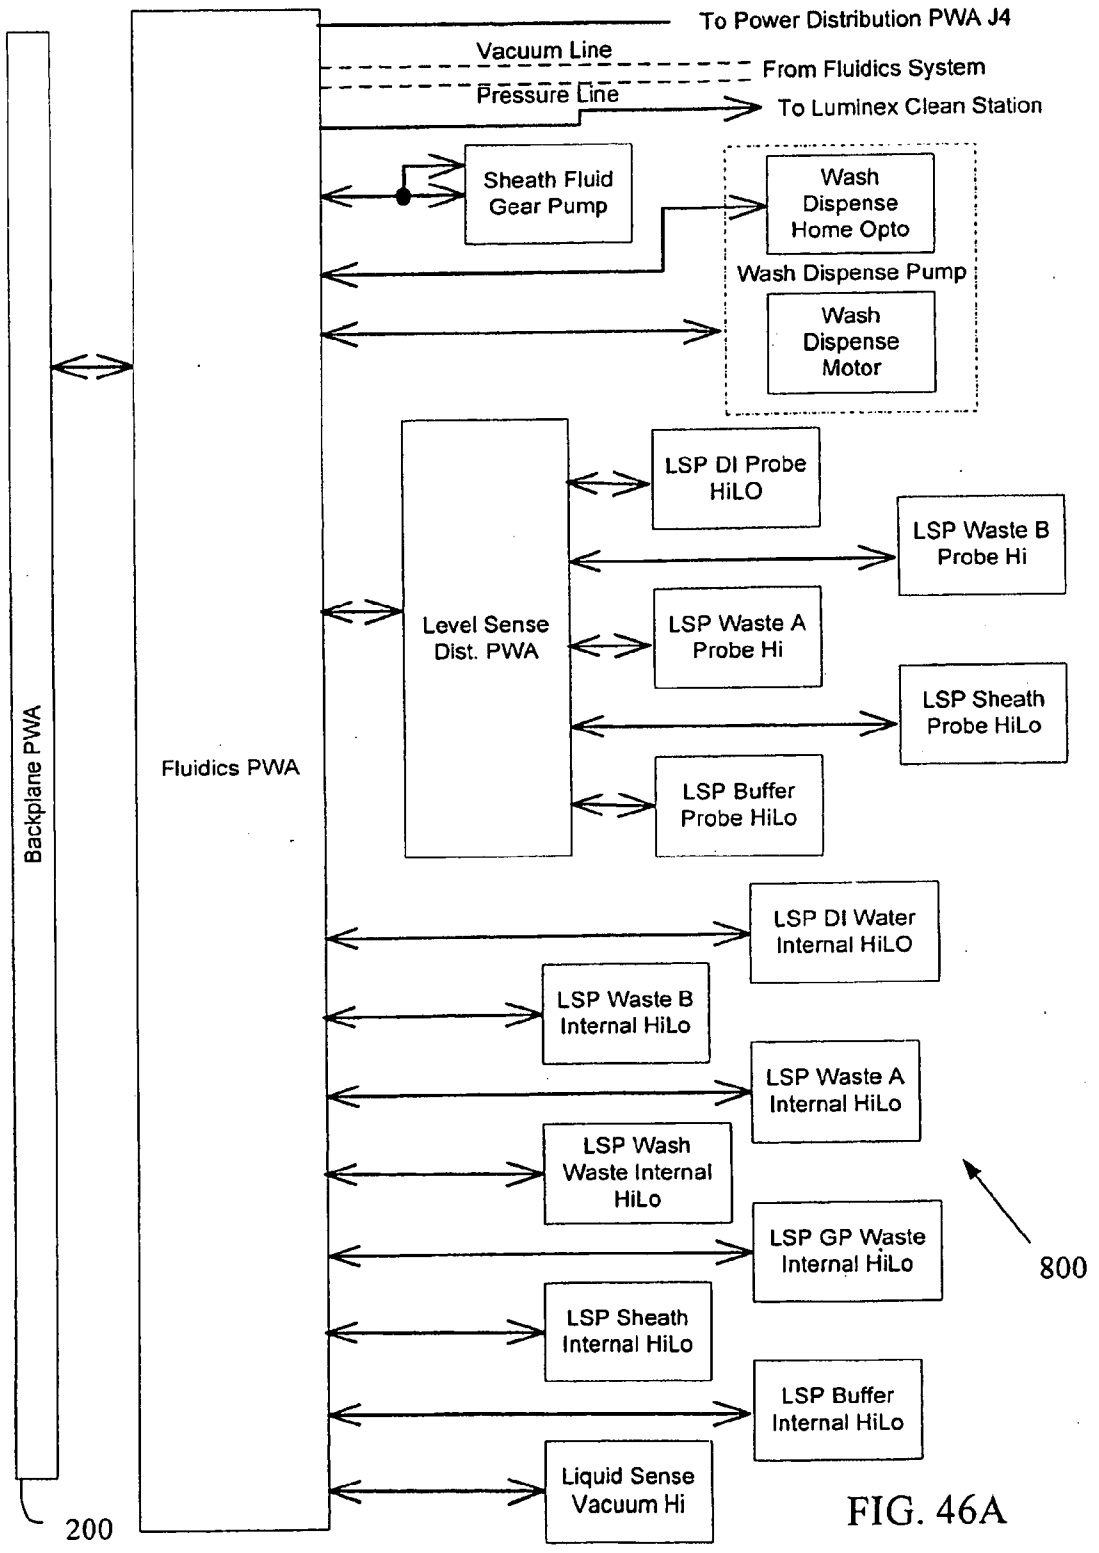 To Power Distribution PWA J4
Vacuum Line
From Fluidics System
Pressure Line
To Luminex Clean Station
Sheath Fluid
Gear Pump
Wash
Dispense
Home Opto
Wash Dispense Pump
Wash
Dispense
Motor
LSP DI Probe
HiLO
LSP Waste B
Probe Hi
Level Sense
Dist. PWA
LSP Waste A
Probe Hi
LSP Sheath
Probe HiLo
Backplane PWA
Fluidics PWA
LSP Buffer
Probe HiLo
LSP DI Water
Internal HiLO
LSP Waste B
Internal HiLo
LSP Waste A
Internal HiLo
LSP Wash
Waste Internal
HiLo
LSP GP Waste
Internal HiLo
800
LSP Sheath
Internal HiLo
LSP Buffer
Internal HiLo
Liquid Sense
Vacuum Hi
200
FIG. 46A